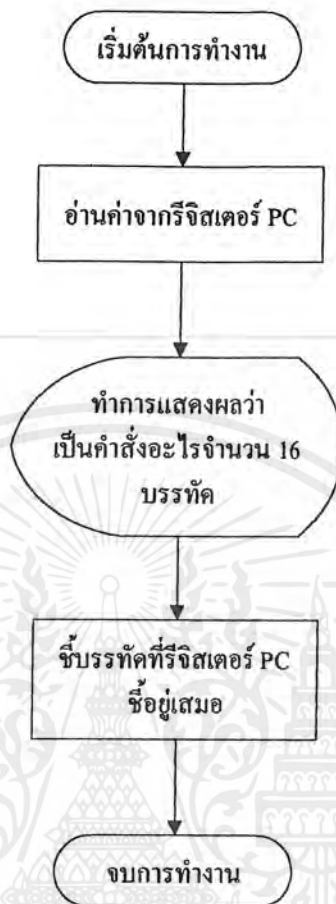 เริ่มต้นการทำงาน
อ่านค่าจากรีจิสเตอร์ PC
ทำการแสดงผลว่า
เป็นคำสั่งอะไรจำนวน 16
บรรทัด
ชี้บรรทัดที่รีจิสเตอร์ PC
ชี้อยู่เสมอ
จบการทำงาน